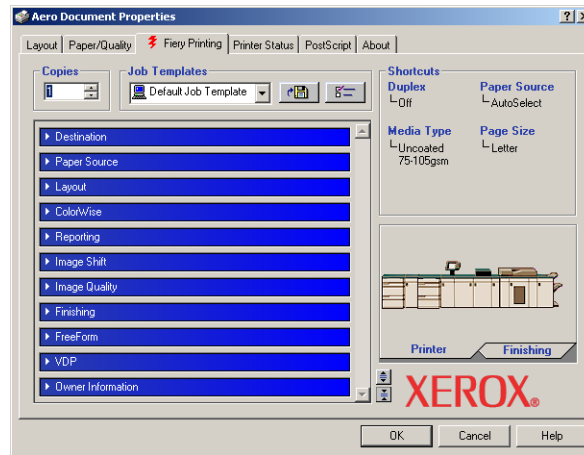 Aero Document Properties
Layout Paper/Quality Fiery Printing Printer Status PostScript About
Copies
1
Job Templates
Default Job Template
Shortcuts
Duplex
Off
Paper Source
AutoSelect
Media Type
Uncoated
75-105gsm
Page Size
Letter
Destination
Paper Source
Layout
ColorWise
Reporting
Image Shift
Image Quality
Finishing
FreeForm
VDP
Owner Information
Printer Finishing
XEROX®
OK Cancel Help